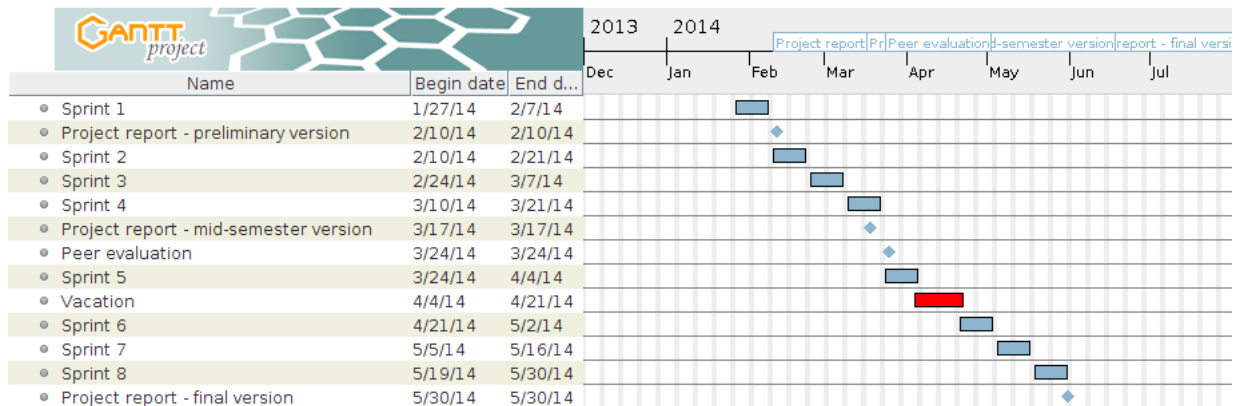 GANTT
project
2013 2014
Project report Pr Peer evaluation d-semester version report - final versi
Name Begin date End d... Dec Jan Feb Mar Apr May Jun Jul
Sprint 1 1/27/14 2/7/14
Project report - preliminary version 2/10/14 2/10/14
Sprint 2 2/10/14 2/21/14
Sprint 3 2/24/14 3/7/14
Sprint 4 3/10/14 3/21/14
Project report - mid-semester version 3/17/14 3/17/14
Peer evaluation 3/24/14 3/24/14
Sprint 5 3/24/14 4/4/14
Vacation 4/4/14 4/21/14
Sprint 6 4/21/14 5/2/14
Sprint 7 5/5/14 5/16/14
Sprint 8 5/19/14 5/30/14
Project report - final version 5/30/14 5/30/14